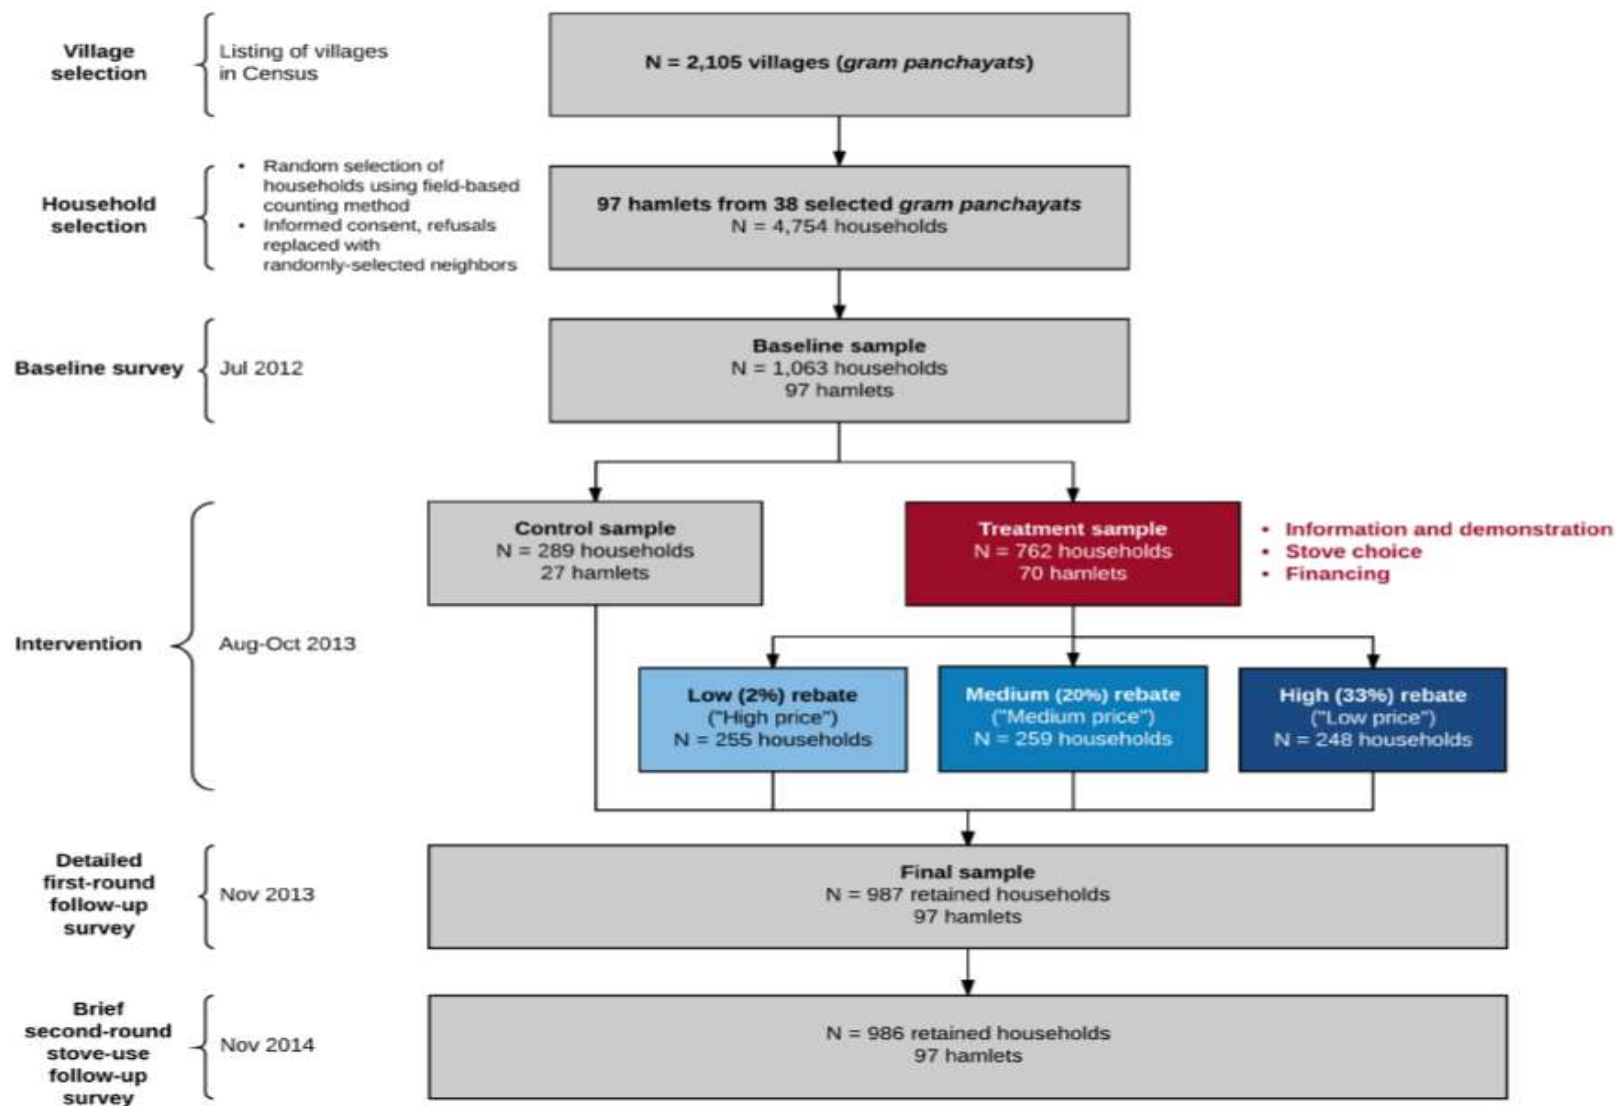 Village
selection
Listing of villages
in Census
N = 2,105 villages (gram panchayats)
Household
selection
• Random selection of
households using field-based
counting method
• Informed consent, refusals
replaced with
randomly-selected neighbors
97 hamlets from 38 selected gram panchayats
N = 4,754 households
Baseline survey
Jul 2012
Baseline sample
N = 1,063 households
97 hamlets
Intervention
Aug-Oct 2013
Control sample
N = 289 households
27 hamlets
Treatment sample
N = 762 households
70 hamlets
• Information and demonstration
• Stove choice
• Financing
Low (2%) rebate
("High price")
N = 255 households
Medium (20%) rebate
("Medium price")
N = 259 households
High (33%) rebate
("Low price")
N = 248 households
Detailed
first-round
follow-up
survey
Nov 2013
Final sample
N = 987 retained households
97 hamlets
Brief
second-round
stove-use
follow-up
survey
Nov 2014
N = 986 retained households
97 hamlets